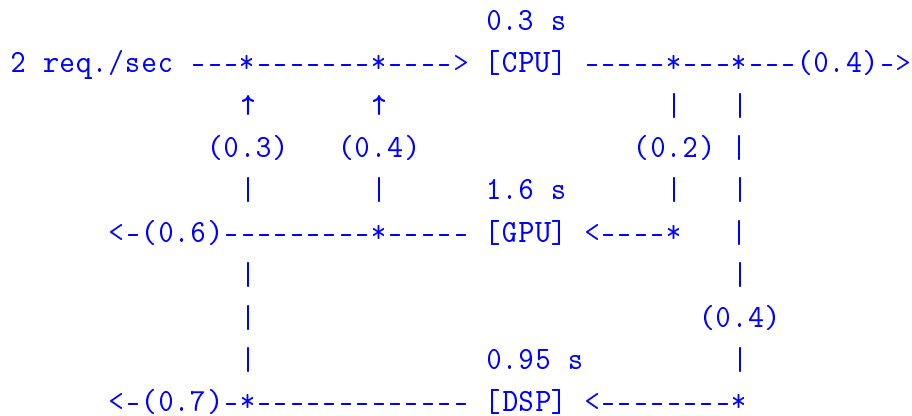 0.3 s
2 req./sec ---*-------*----> [CPU] -----*---*---(0.4)->
↑ ↑ | |
(0.3) (0.4) (0.2) |
| | 1.6 s | |
<-(0.6)---------*----- [GPU] <----* |
| |
| (0.4)
| 0.95 s |
<-(0.7)-*------------- [DSP] <--------*